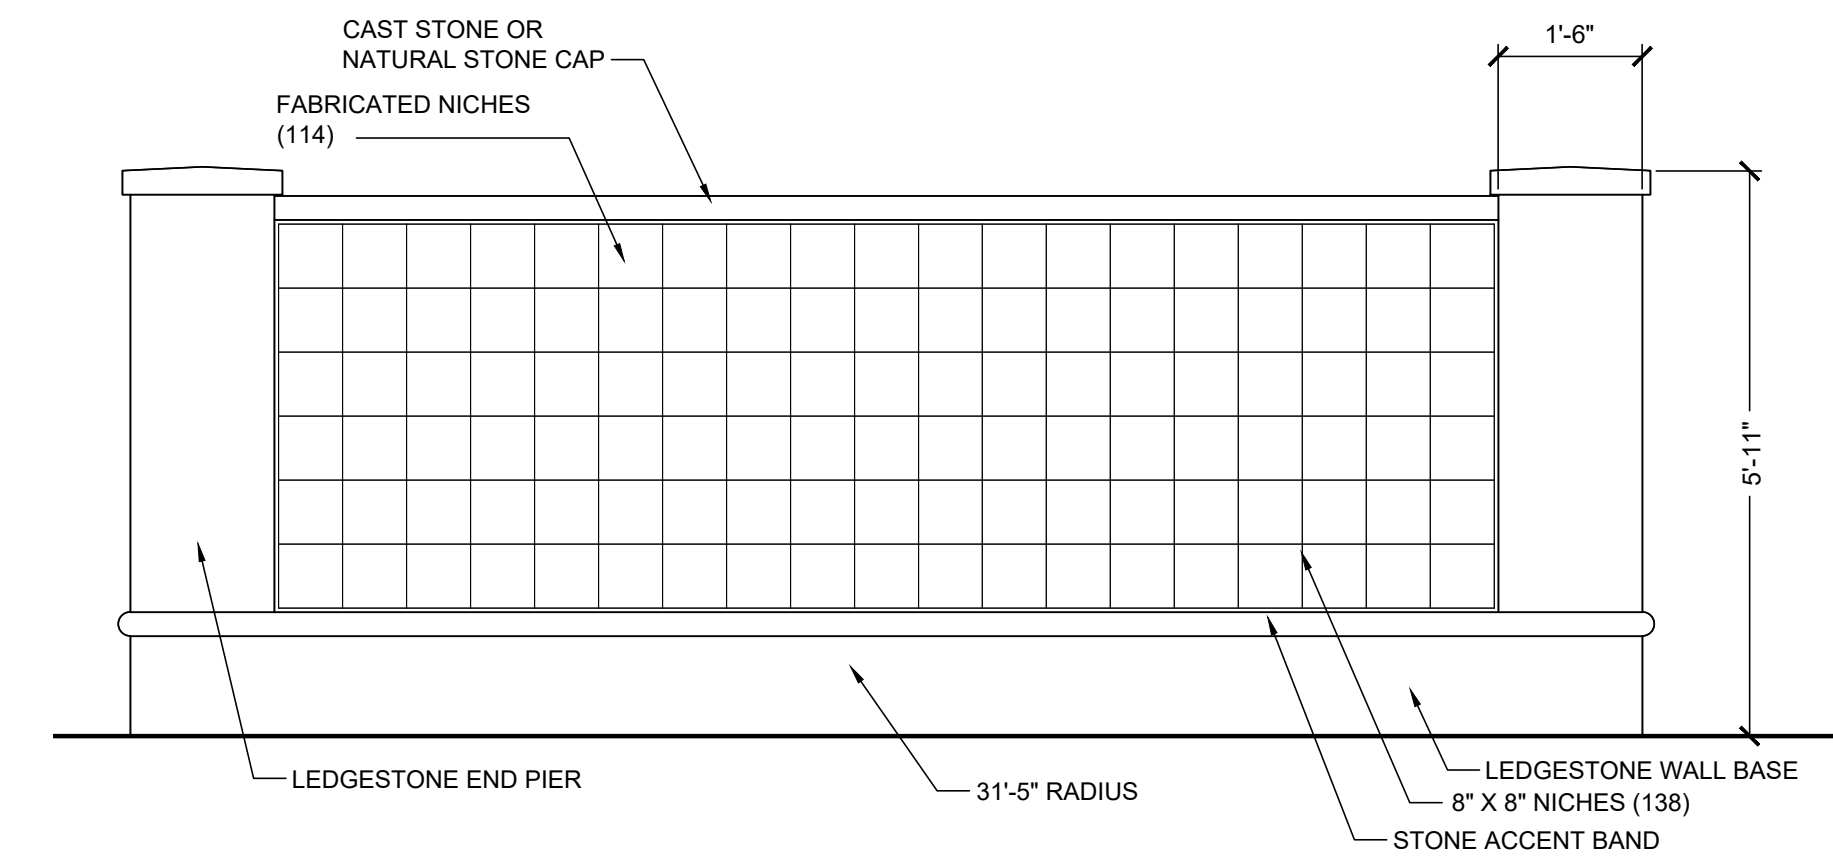 CAST STONE OR
NATURAL STONE CAP
1'-6"
FABRICATED NICHES
(114)
5'-11"
LEDGESTONE END PIER
31'-5" RADIUS
LEDGESTONE WALL BASE
8" X 8" NICHES (138)
STONE ACCENT BAND